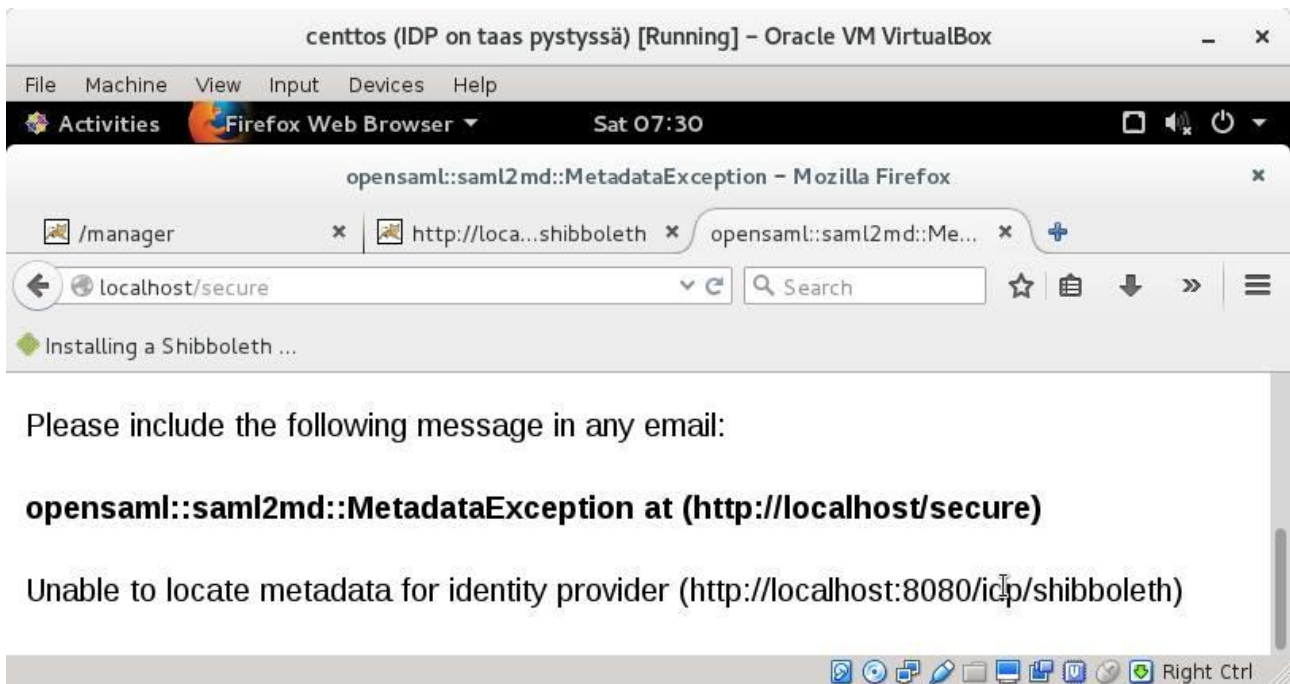 centtos (IDP on taas pystyssä) [Running] – Oracle VM VirtualBox
File Machine View Input Devices Help
Activities Firefox Web Browser Sat 07:30
opensaml::saml2md::MetadataException – Mozilla Firefox
/manager http://loca...shibboleth opensaml::saml2md::Me...
localhost/secure Search
Installing a Shibboleth ...
Please include the following message in any email:
opensaml::saml2md::MetadataException at (http://localhost/secure)
Unable to locate metadata for identity provider (http://localhost:8080/idp/shibboleth)
Right Ctrl